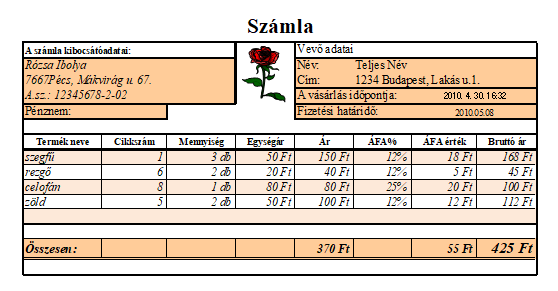 Számla
A számla kibocsátóadatai:
Rózsa Ibolya
7667Pécs, Mákvirág u. 67.
A.sz.: 12345678-2-02
Pénznem:
Vevő adatai
Név: Teljes Név
Cím: 1234 Budapest, Lakás u.1.
A vásárlás időpontja: 2010. 4. 30. 16:32
Fizetési határidő: 2010.05.08
Termék neve Cikkszám Mennyiség Egységár Ár ÁFA% ÁFA érték Bruttó ár
szegfű 1 3 db 50 Ft 150 Ft 12% 18 Ft 168 Ft
rezgő 6 2 db 20 Ft 40 Ft 12% 5 Ft 45 Ft
celofán 8 1 db 80 Ft 80 Ft 25% 20 Ft 100 Ft
zöld 5 2 db 50 Ft 100 Ft 12% 12 Ft 112 Ft
Összesen: 370 Ft 55 Ft 425 Ft